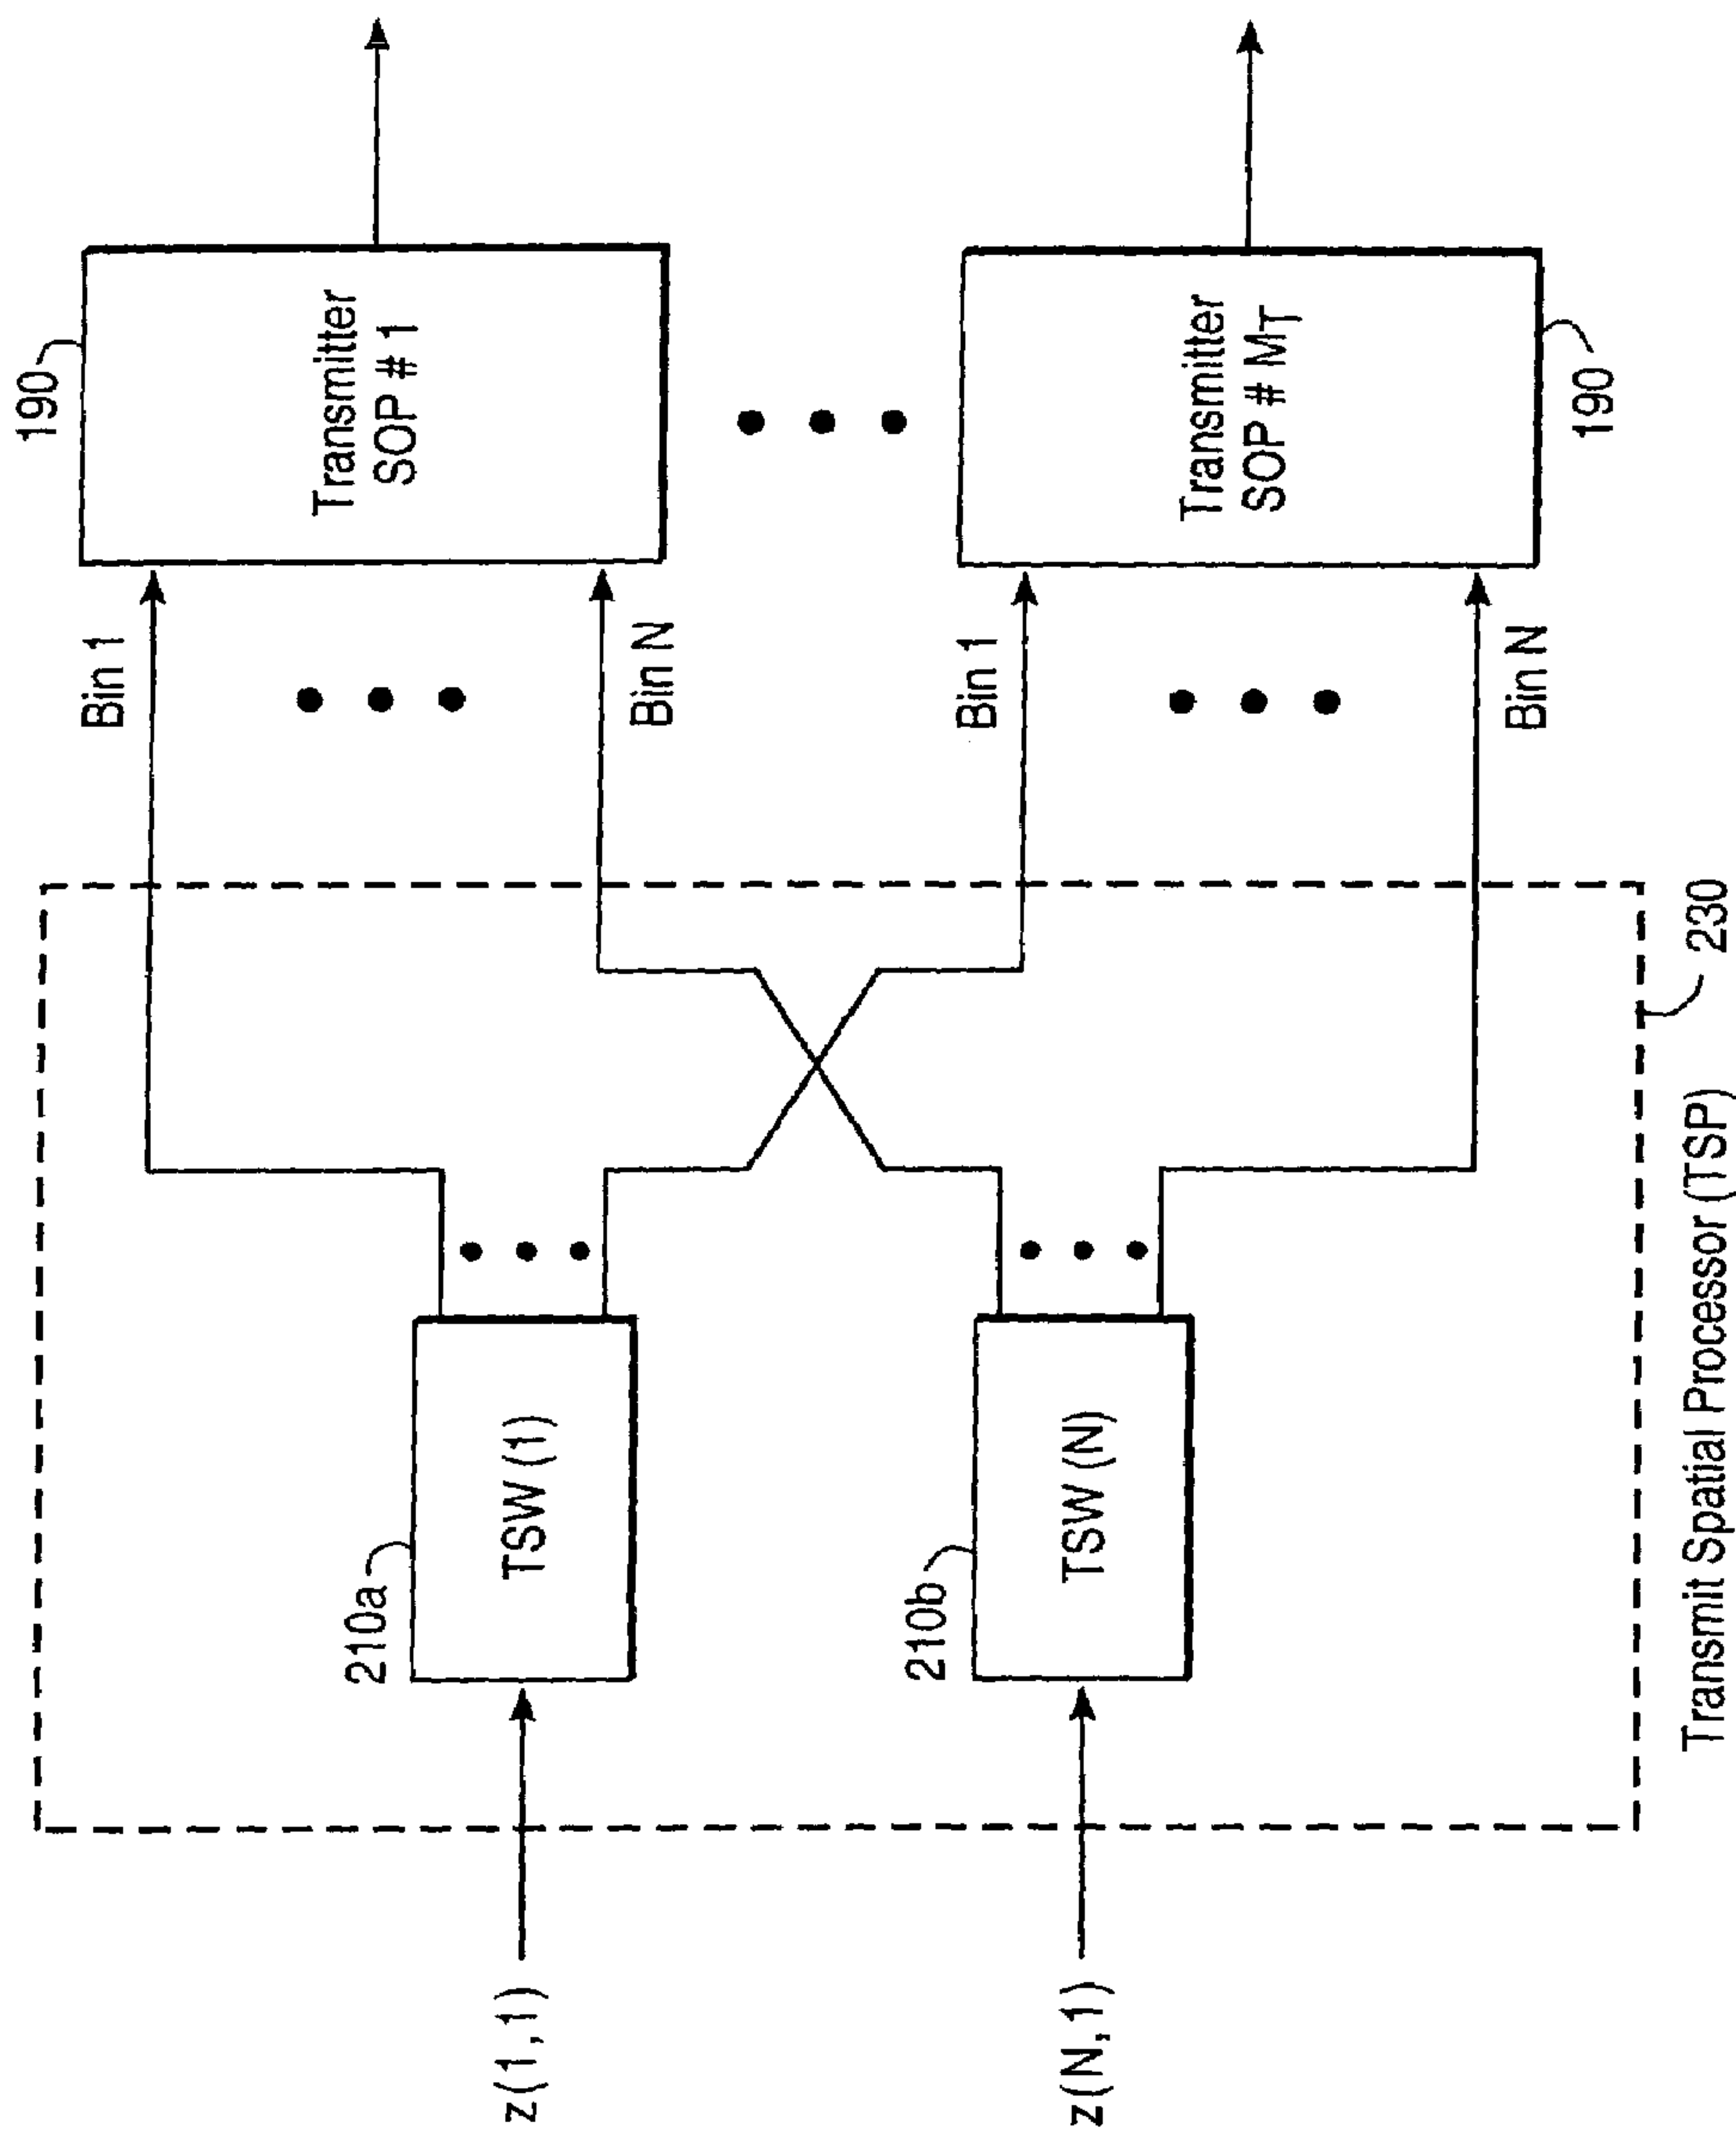 190
Transmitter
SOP # 1
Bin 1
Bin N
Transmitter
SOP # MT
190
Bin 1
Bin N
210a
TSW (1)
z(1,1)
210b
TSW (N)
z(N,1)
230
Transmit Spatial Processor (TSP)